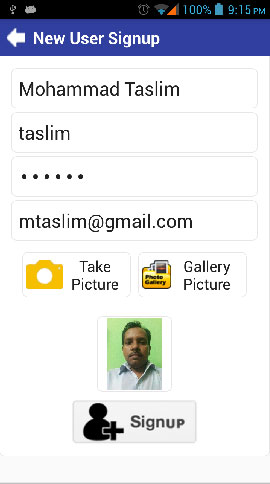 100% 9:15 PM
New User Signup
Mohammad Taslim
taslim
••••••
mtaslim@gmail.com
Take
Picture
Photo
Gallery
Gallery
Picture
Signup